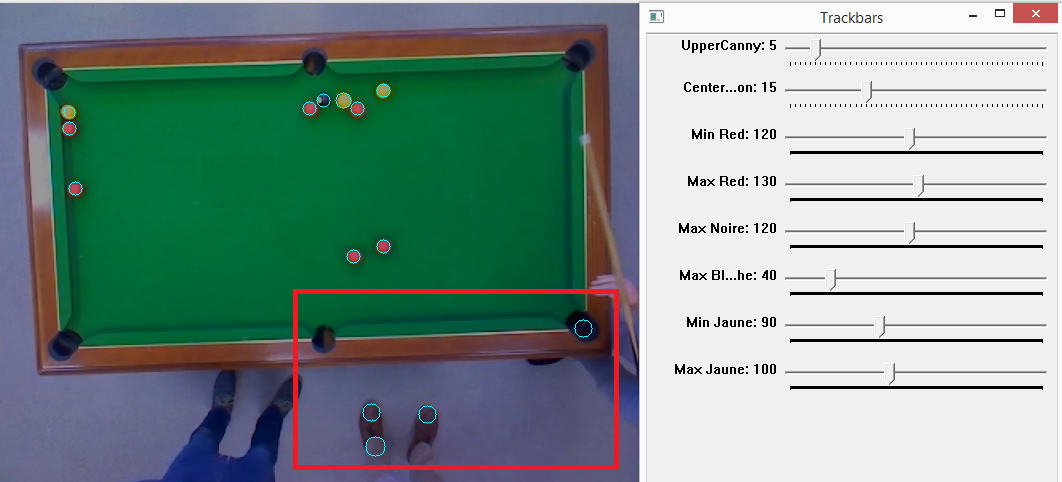 Trackbars
UpperCanny: 5
Center...on: 15
Min Red: 120
Max Red: 130
Max Noire: 120
Max Bl...he: 40
Min Jaune: 90
Max Jaune: 100